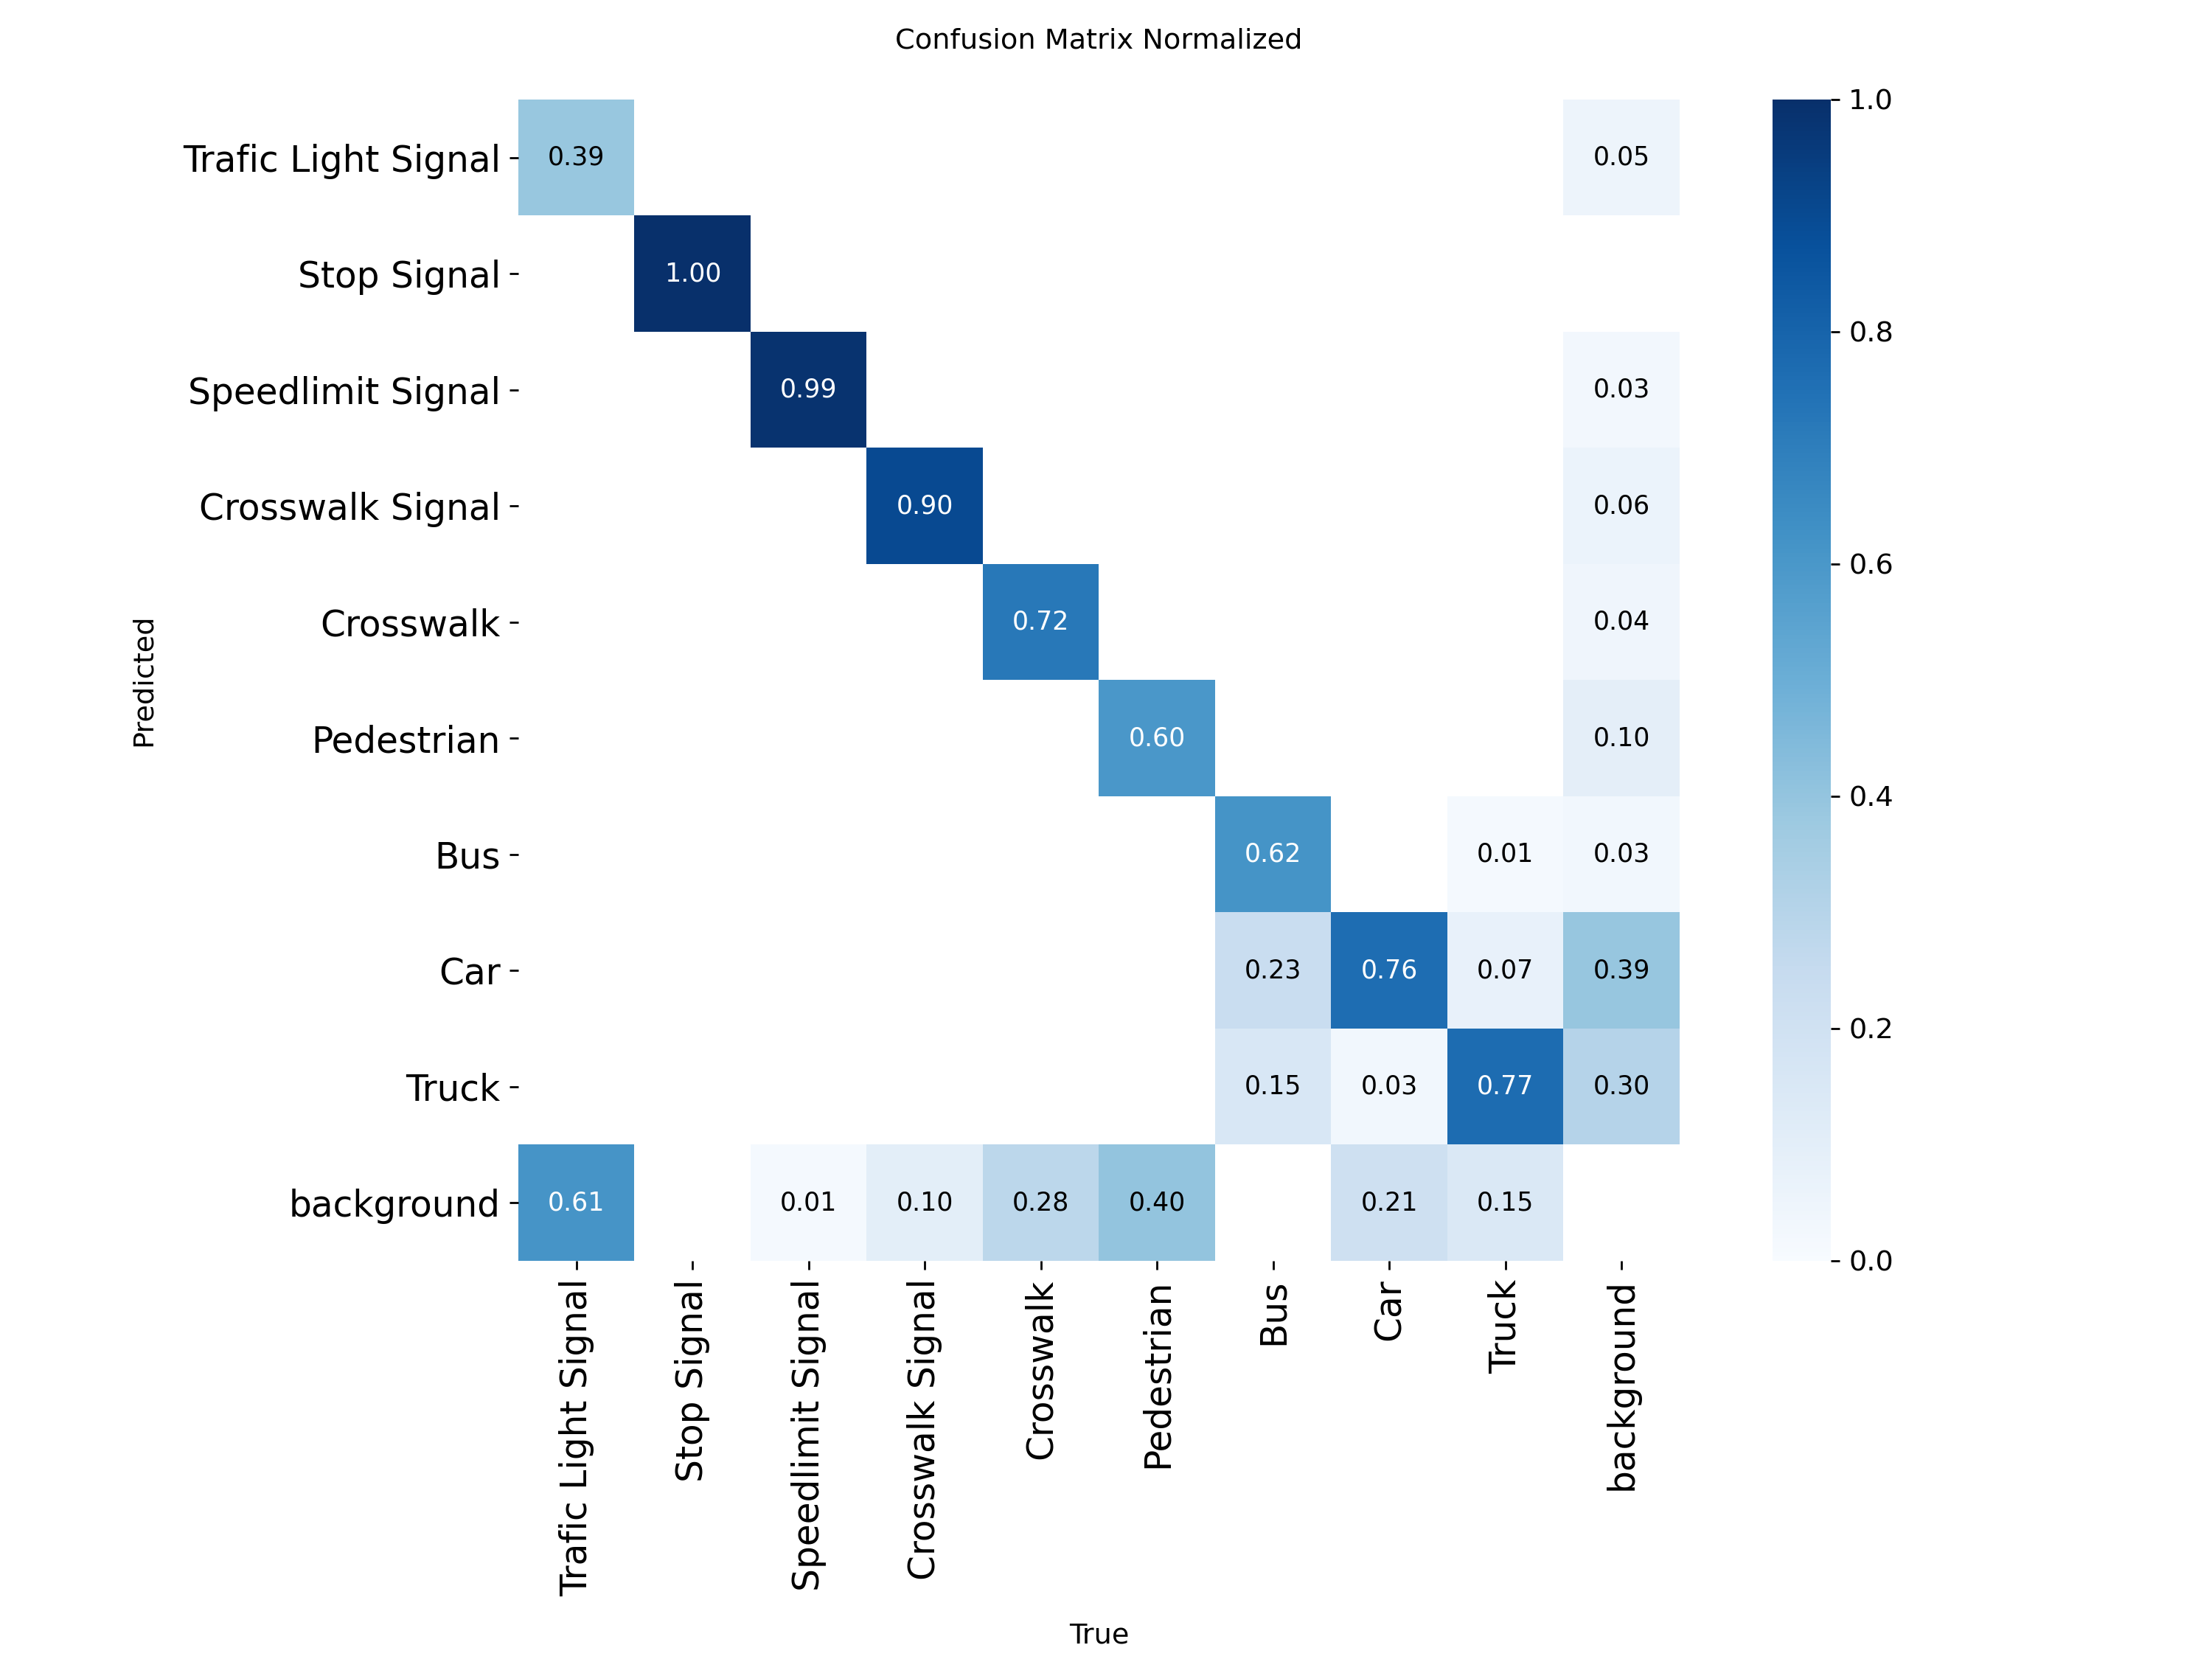 Confusion Matrix Normalized
Trafic Light Signal 0.39 0.05 1.0
Stop Signal 1.00
0.8
Speedlimit Signal 0.99 0.03
Crosswalk Signal 0.90 0.06
0.6
Crosswalk 0.72 0.04
Predicted
Pedestrian 0.60 0.10
0.4
Bus 0.62 0.01 0.03
Car 0.23 0.76 0.07 0.39
0.2
Truck 0.15 0.03 0.77 0.30
background 0.61 0.01 0.10 0.28 0.40 0.21 0.15
0.0
Trafic Light Signal
Stop Signal
Speedlimit Signal
Crosswalk Signal
Crosswalk
Pedestrian
Bus
Car
Truck
background
True